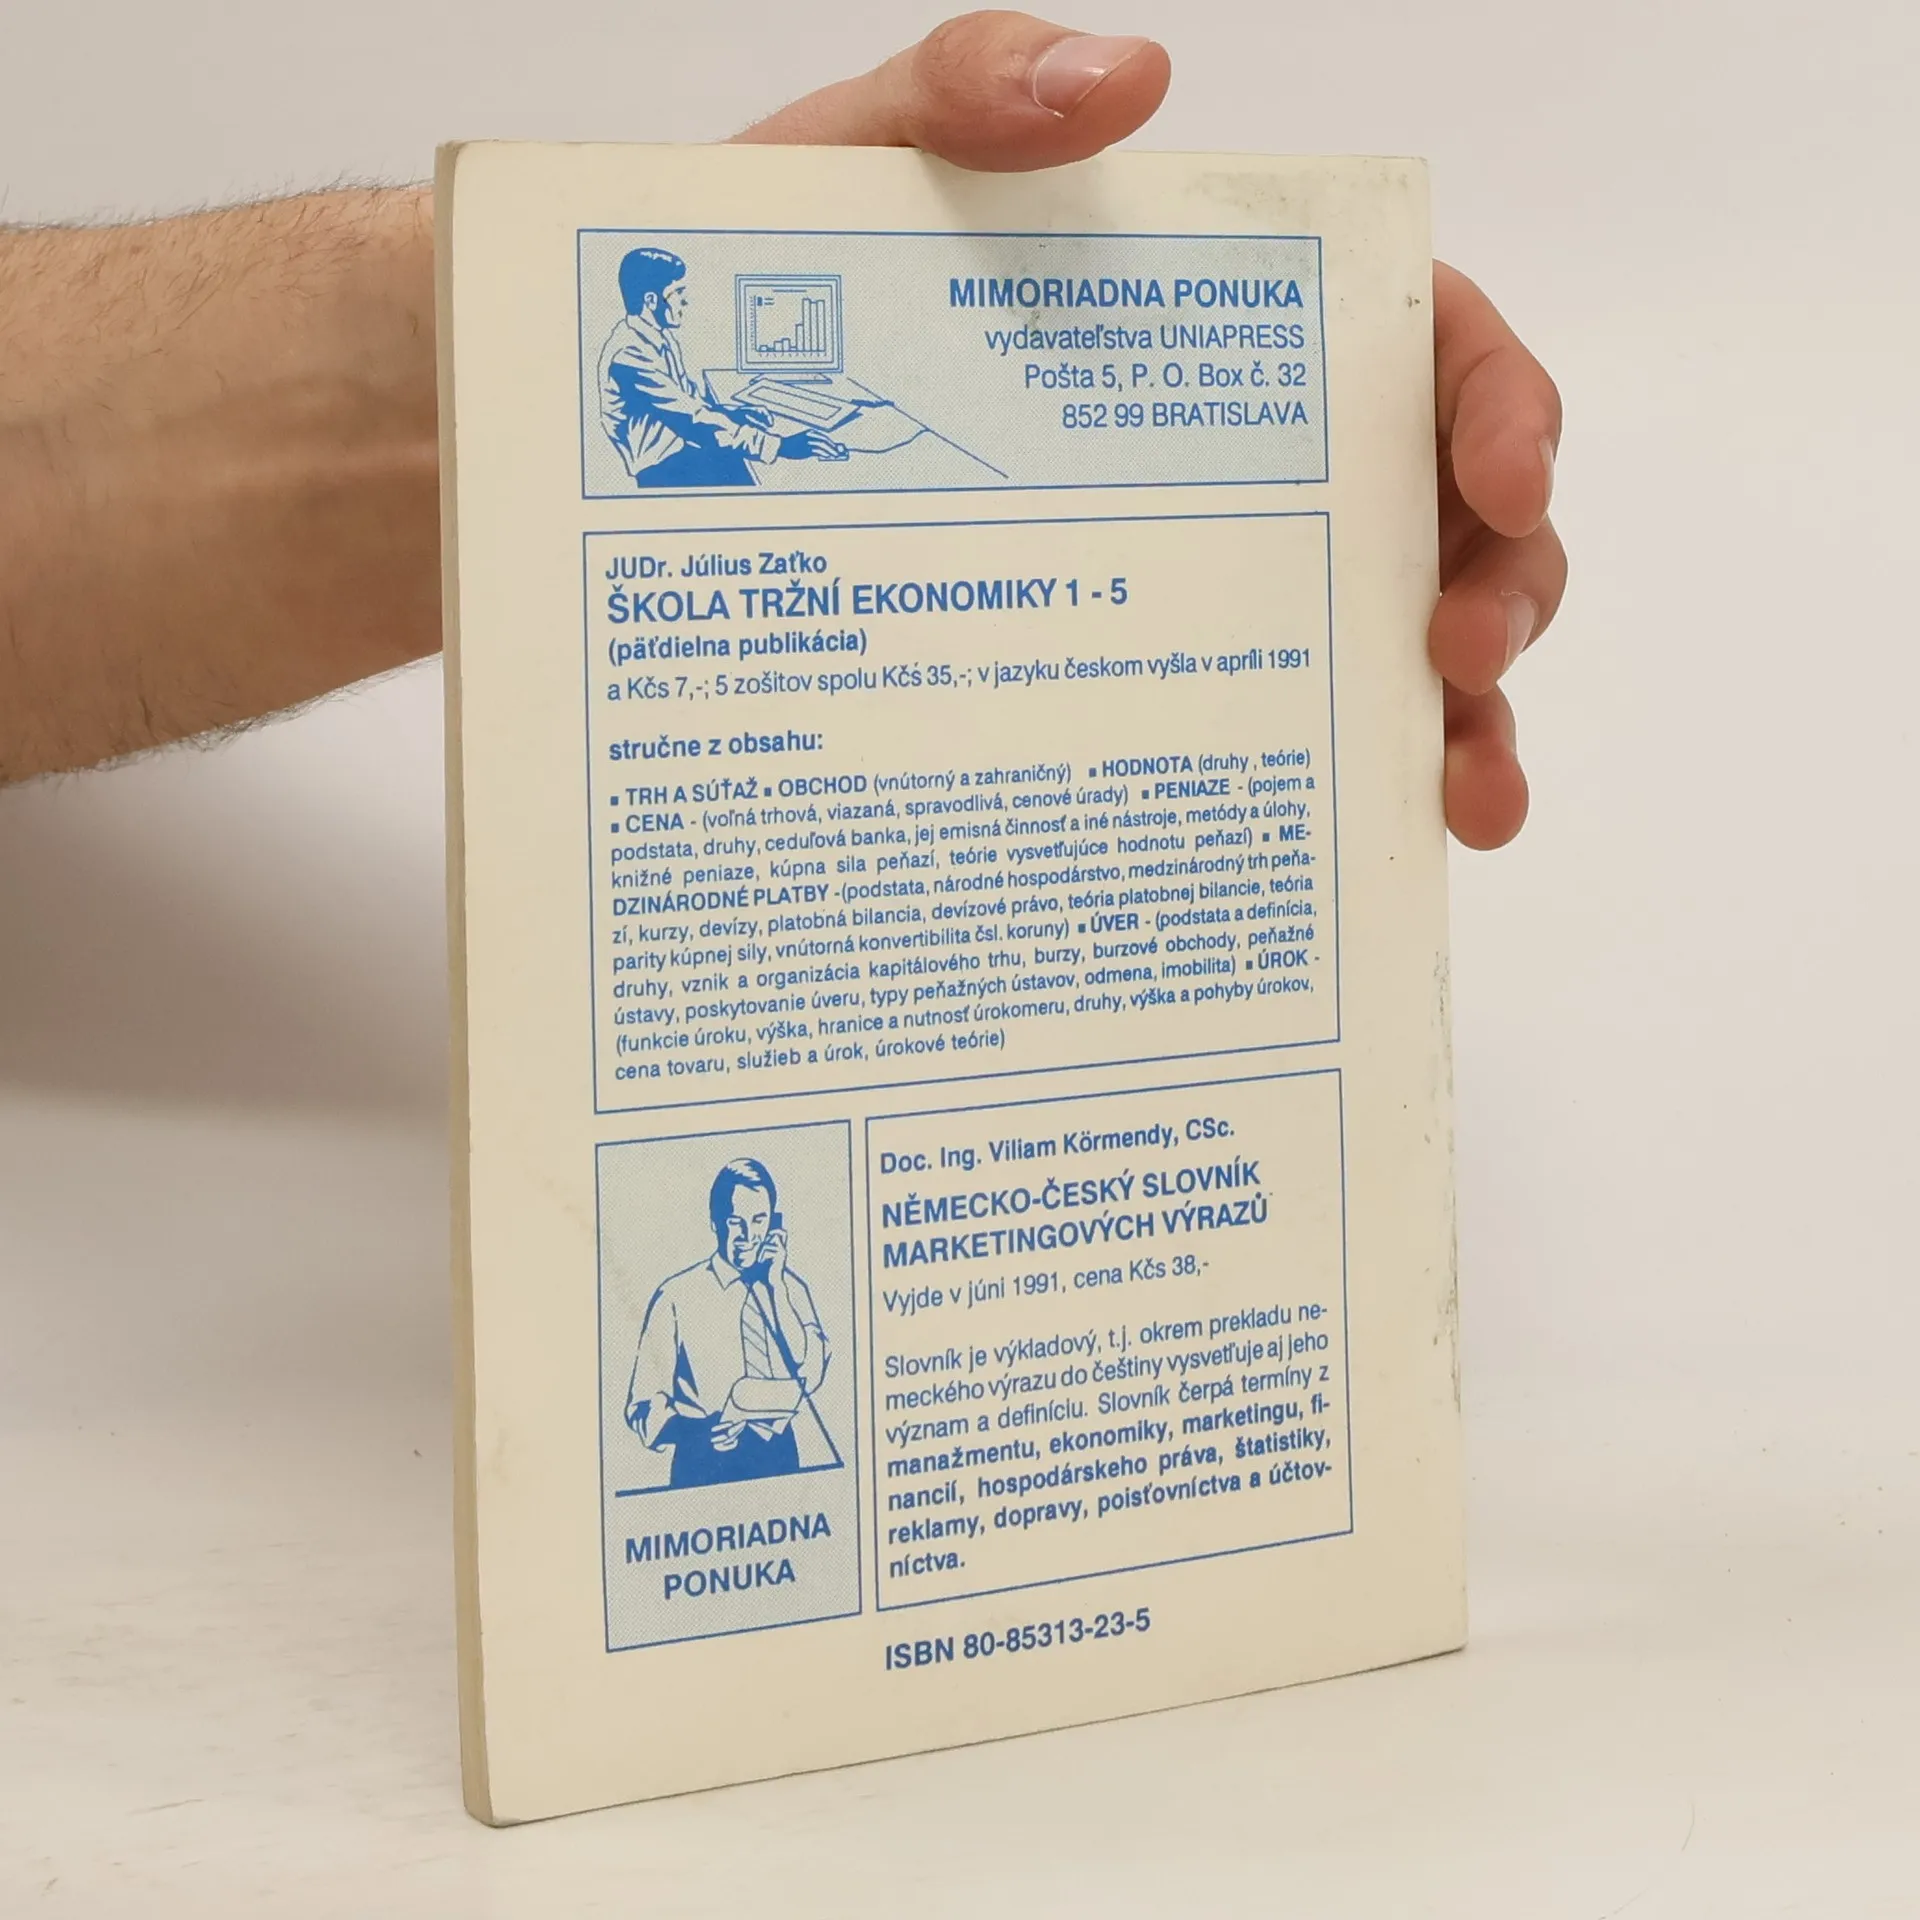 MIMORIADNA PONUKA
vydavateľstva UNIAPRESS
Pošta 5, P. O. Box č. 32
852 99 BRATISLAVA
JUDr. Július Zaťko
ŠKOLA TRŽNÍ EKONOMIKY 1 - 5
(päťdielna publikácia)
a Kčs 7,-; 5 zošitov spolu Kčś 35,-; v jazyku českom vyšla v apríli 1991
stručne z obsahu:
▪ TRH A SÚŤAŽ ▪ OBCHOD (vnútorný a zahraničný) ▪ HODNOTA (druhy , teórie)
▪ CENA - (voľná trhová, viazaná, spravodlivá, cenové úrady) ▪ PENIAZE - (pojem a
podstata, druhy, ceduľová banka, jej emisná činnosť a iné nástroje, metódy a úlohy,
knižné peniaze, kúpna sila peňazí, teórie vysvetľujúce hodnotu peňazí) ▪ ME-
DZINÁRODNÉ PLATBY -(podstata, národné hospodárstvo, medzinárodný trh peňa-
zí, kurzy, devízy, platobná bilancia, devízové právo, teória platobnej bilancie, teória
parity kúpnej sily, vnútorná konvertibilita čsl. koruny) ▪ ÚVER - (podstata a definícia,
druhy, vznik a organizácia kapitálového trhu, burzy, burzové obchody, peňažné
ústavy, poskytovanie úveru, typy peňažných ústavov, odmena, imobilita) ▪ ÚROK -
(funkcie úroku, výška, hranice a nutnosť úrokomeru, druhy, výška a pohyby úrokov,
cena tovaru, služieb a úrok, úrokové teórie)
MIMORIADNA
PONUKA
Doc. Ing. Viliam Körmendy, CSc.
NĚMECKO-ČESKÝ SLOVNÍK
MARKETINGOVÝCH VÝRAZŮ
Vyjde v júni 1991, cena Kčs 38,-
Slovník je výkladový, t.j. okrem prekladu ne-
meckého výrazu do češtiny vysvetľuje aj jeho
význam a definíciu. Slovník čerpá termíny z
manažmentu, ekonomiky, marketingu, fi-
nancií, hospodárskeho práva, štatistiky,
reklamy, dopravy, poisťovníctva a účtov-
níctva.
ISBN 80-85313-23-5